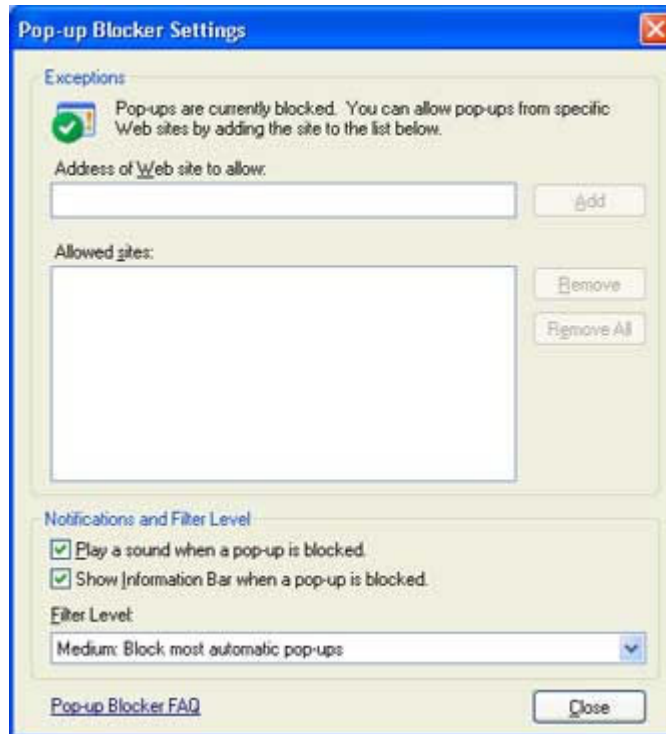 Pop-up Blocker Settings
Exceptions
Pop-ups are currently blocked. You can allow pop-ups from specific
Web sites by adding the site to the list below.
Address of Web site to allow:
Add
Allowed sites:
Remove
Remove All
Notifications and Filter Level
Play a sound when a pop-up is blocked.
Show Information Bar when a pop-up is blocked.
Filter Level:
Medium: Block most automatic pop-ups
Pop-up Blocker FAQ
Close